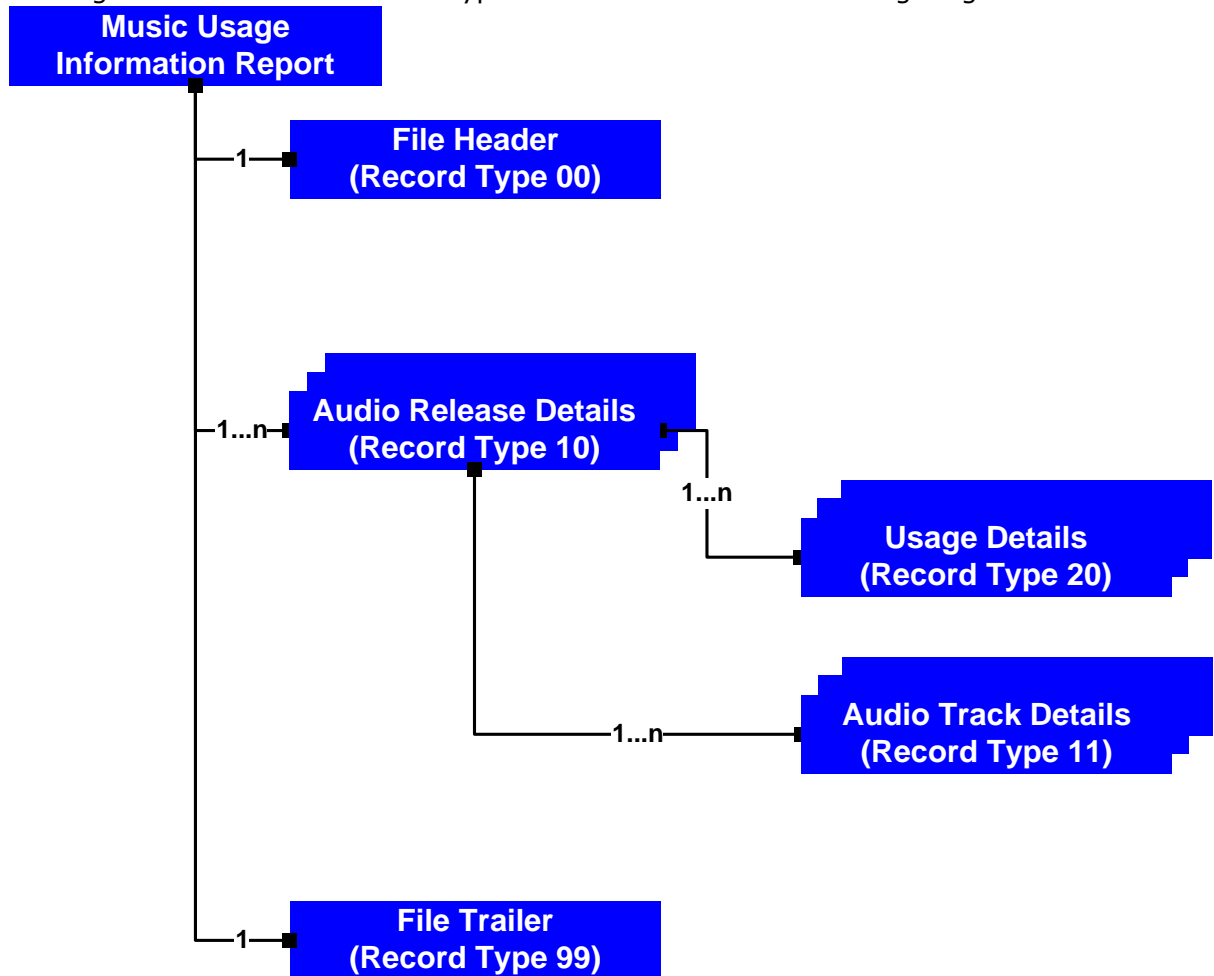 Music Usage
Information Report
1
File Header
(Record Type 00)
1...n
Audio Release Details
(Record Type 10)
1...n
Usage Details
(Record Type 20)
1...n
Audio Track Details
(Record Type 11)
1
File Trailer
(Record Type 99)